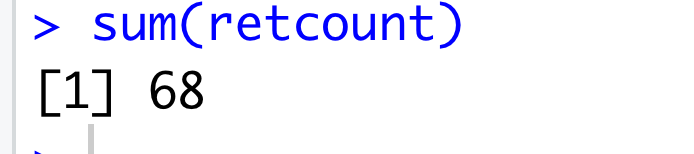 > sum(retcount)
[1] 68
>